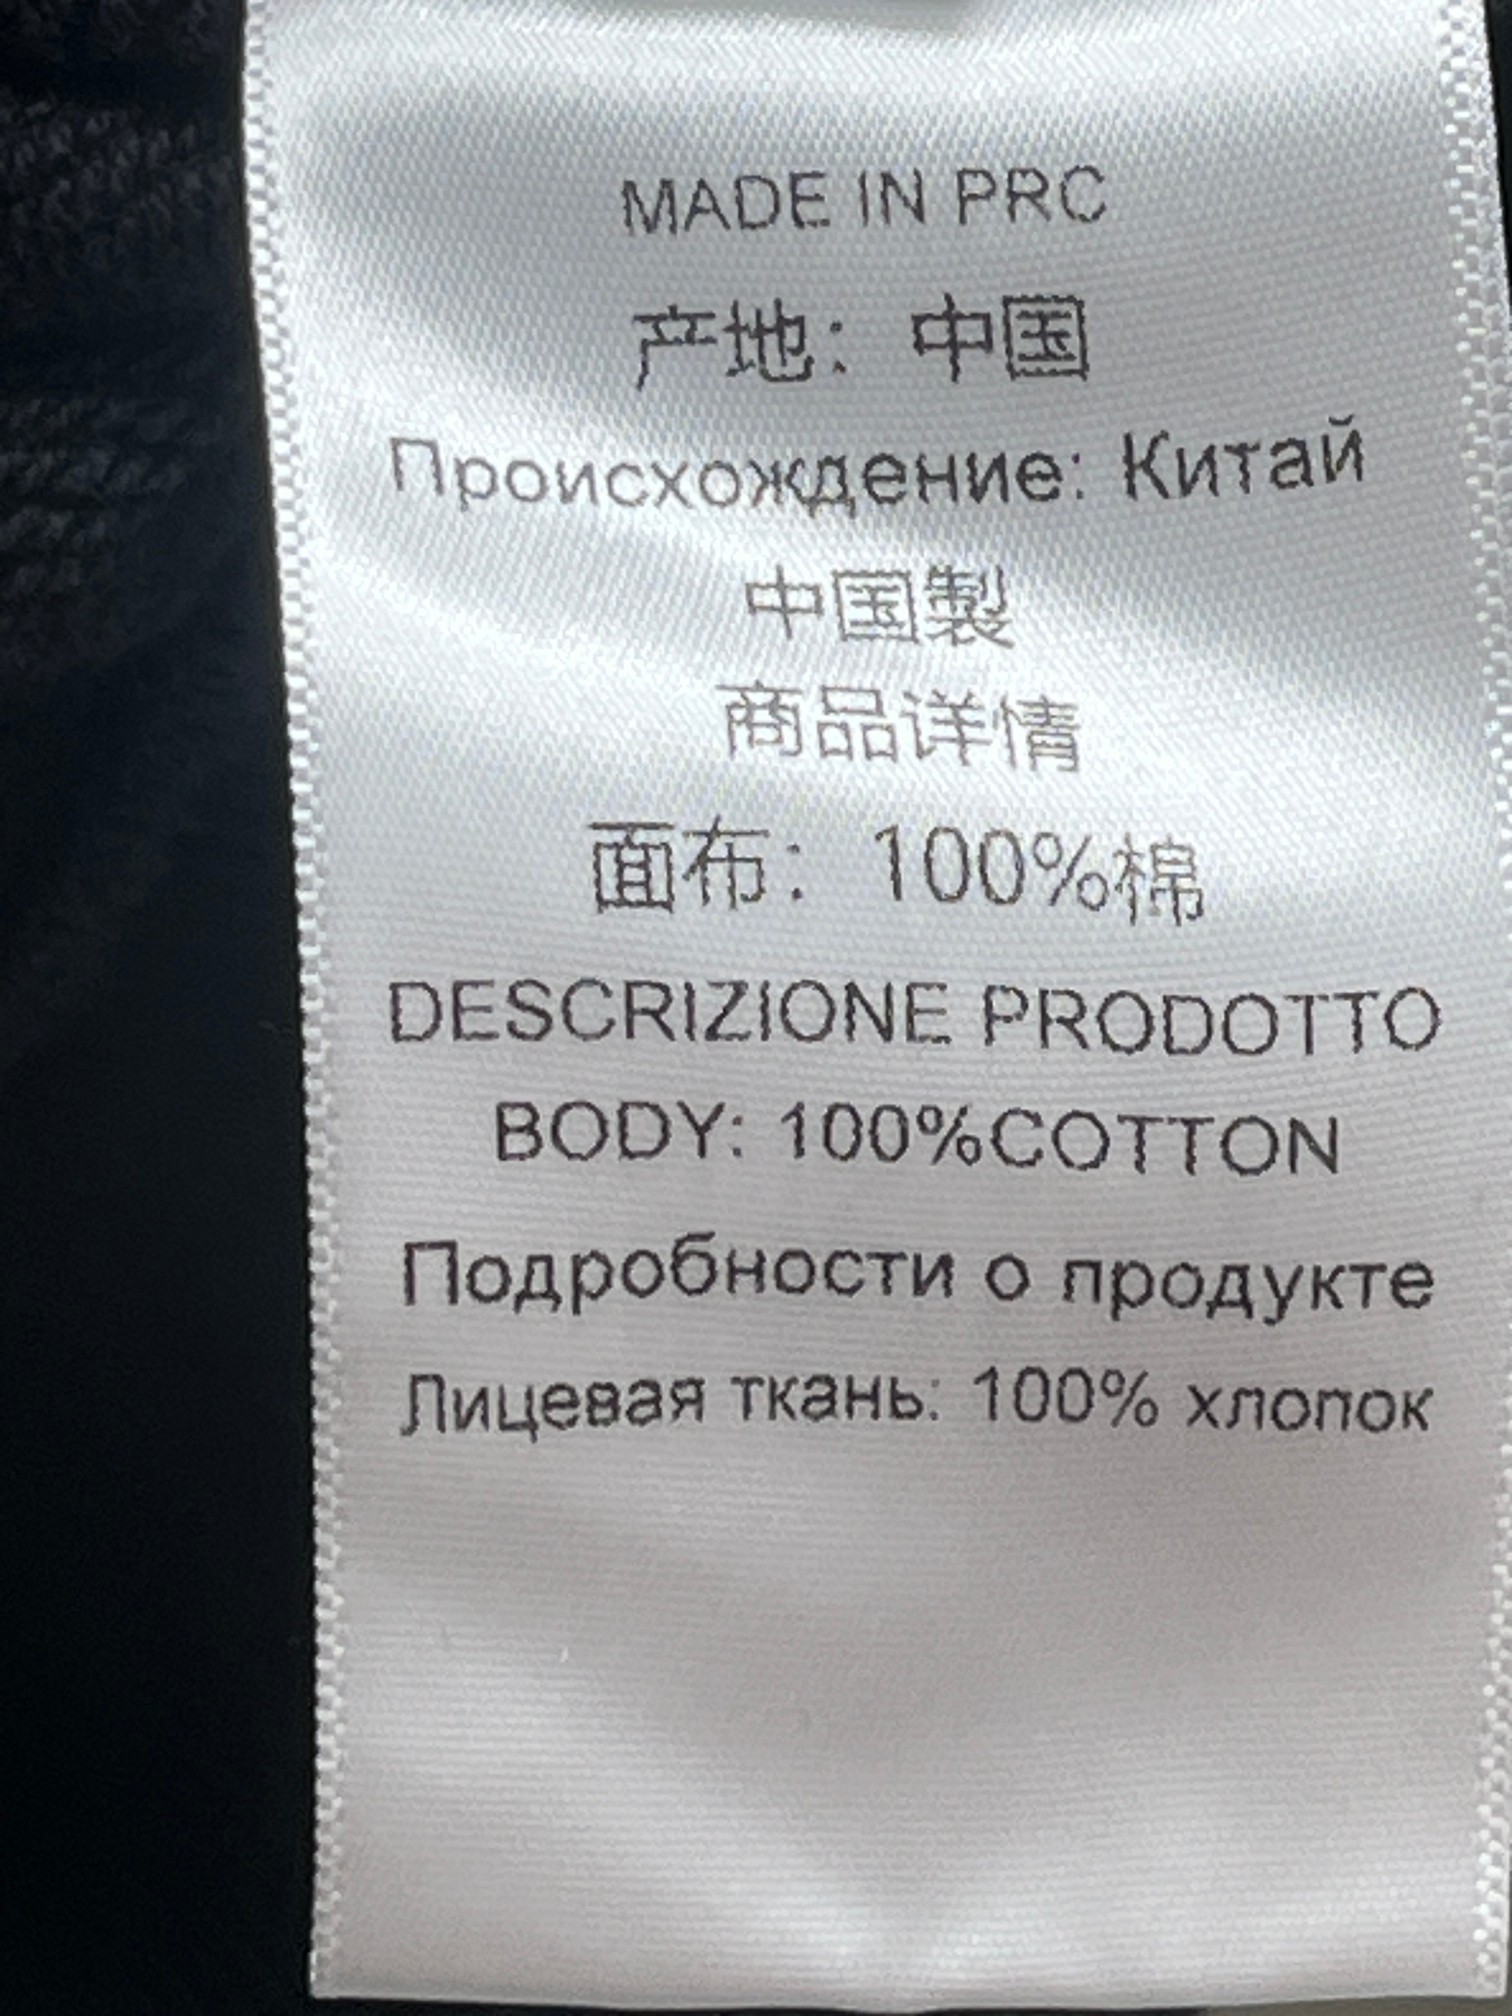 MADE IN PRC
产地：中国
Происхождение: Китай
中国製
商品详情
面布：100%棉
DESCRIZIONE PRODOTTO
BODY: 100%COTTON
Подробности о продукте
Лицевая ткань: 100% хлопок